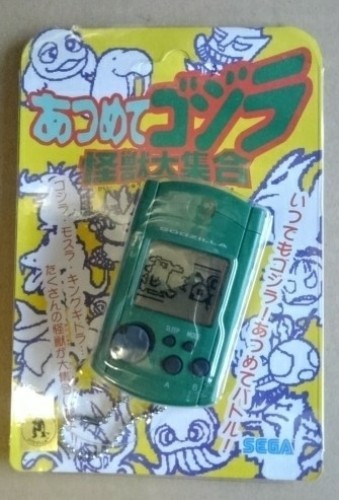 あつめて
ゴジラ
怪獣大集合
GODZILLA
SLEEP
MODE
A
B
いつでもゴジラ!あつめてバトル!
ゴジラ・モスラ・キングギドラ・
たくさんの怪獣が大集合
SEGA